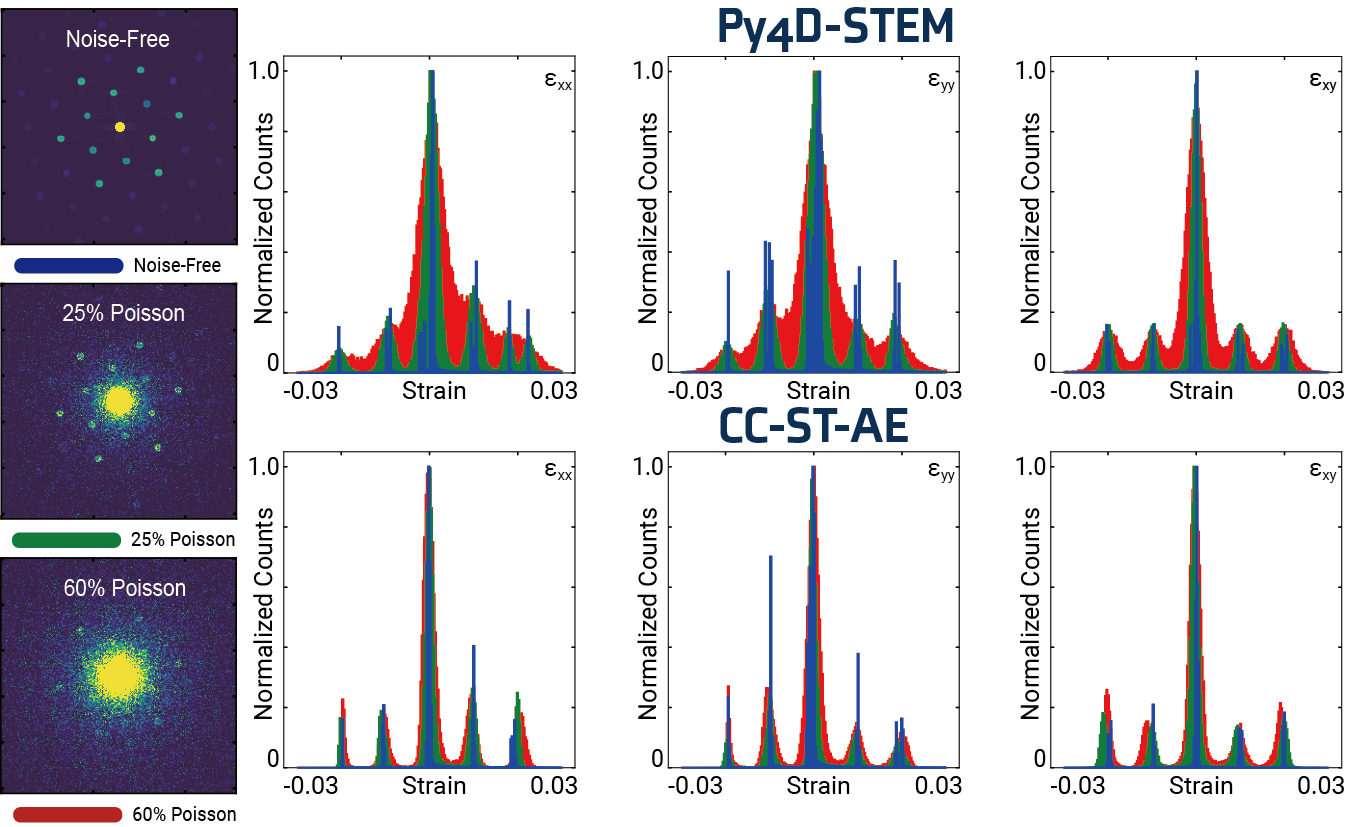 Noise-Free
Noise-Free
25% Poisson
25% Poisson
60% Poisson
60% Poisson
Py4D-STEM
Normalized Counts
1.0
0
εxx
-0.03 Strain 0.03
Normalized Counts
1.0
0
εyy
-0.03 Strain 0.03
Normalized Counts
1.0
0
εxy
-0.03 Strain 0.03
CC-ST-AE
Normalized Counts
1.0
0
εxx
-0.03 Strain 0.03
Normalized Counts
1.0
0
εyy
-0.03 Strain 0.03
Normalized Counts
1.0
0
εxy
-0.03 Strain 0.03